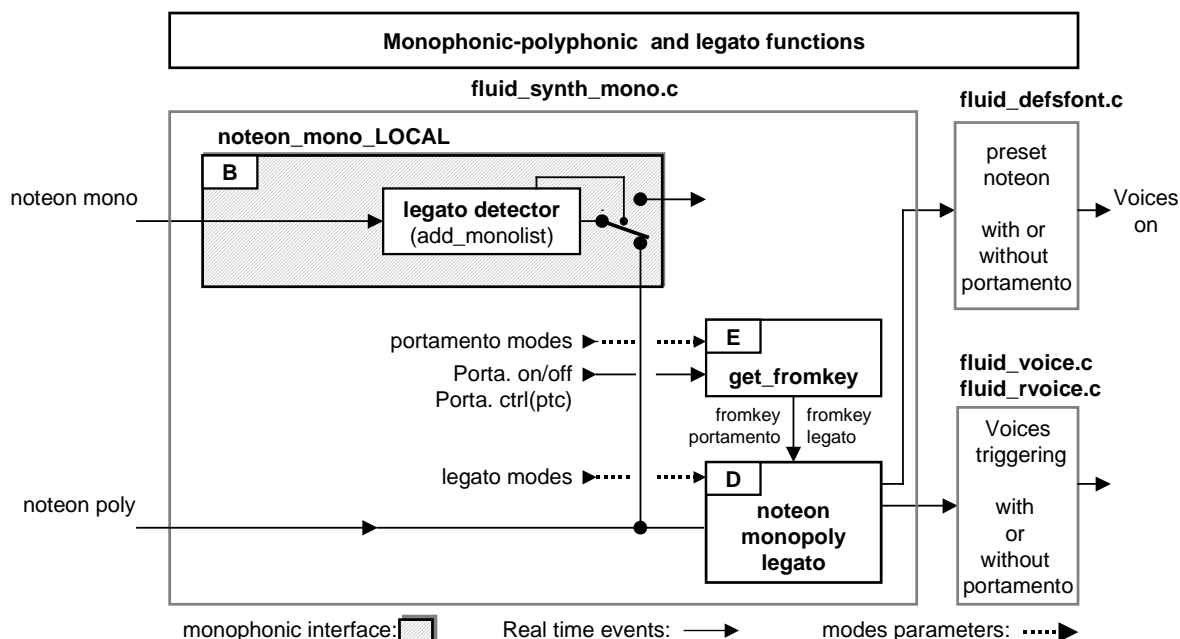 Monophonic-polyphonic and legato functions
fluid_synth_mono.c
fluid_defsfont.c
noteon_mono_LOCAL
B
noteon mono
legato detector
(add_monolist)
preset
noteon
with or
without
portamento
Voices
on
portamento modes
Porta. on/off
Porta. ctrl(ptc)
E
get_fromkey
fromkey
portamento
fromkey
legato
fluid_voice.c
fluid_rvoice.c
legato modes
D
noteon
monopoly
legato
noteon poly
Voices
triggering
with
or
without
portamento
monophonic interface:
Real time events:
modes parameters: